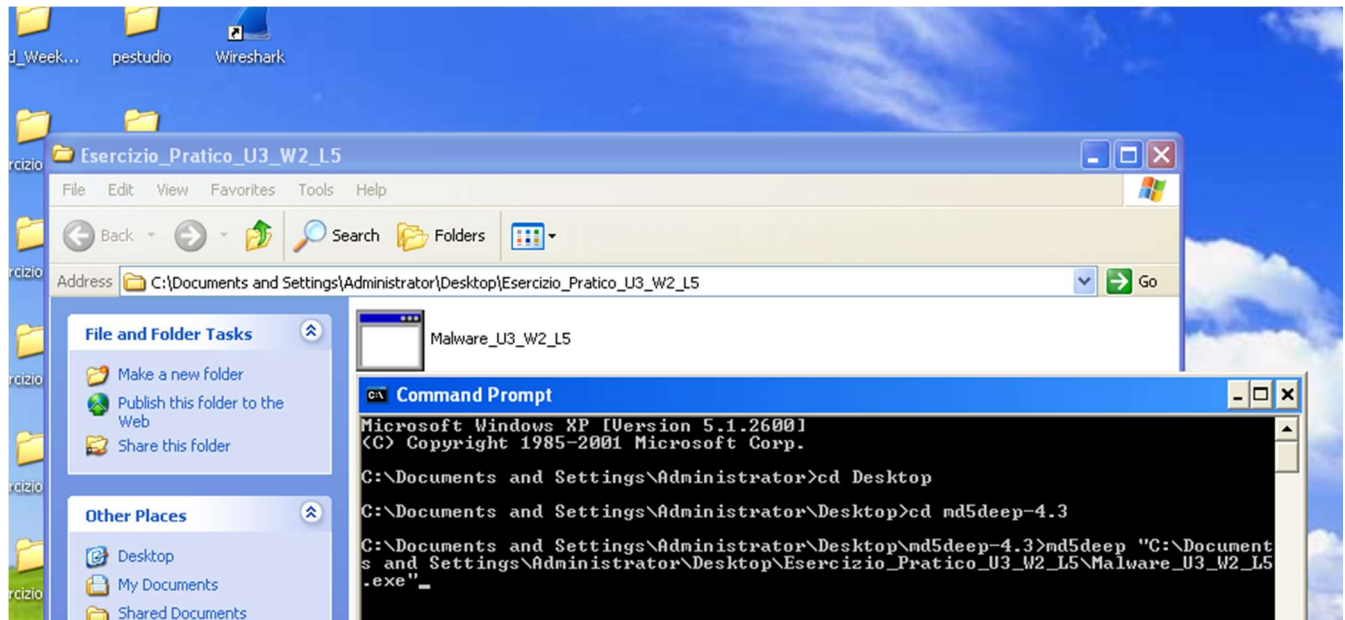 d_Week...
pestudio
Wireshark
rcizio
Esercizio_Pratico_U3_W2_L5
File Edit View Favorites Tools Help
Back Search Folders
rcizio
Address C:\Documents and Settings\Administrator\Desktop\Esercizio_Pratico_U3_W2_L5 Go
File and Folder Tasks
Malware_U3_W2_L5
rcizio
Make a new folder
Publish this folder to the
Web
Share this folder
rcizio
Other Places
Desktop
My Documents
rcizio
Shared Documents
Command Prompt
Microsoft Windows XP [Version 5.1.2600]
(C) Copyright 1985-2001 Microsoft Corp.
C:\Documents and Settings\Administrator>cd Desktop
C:\Documents and Settings\Administrator\Desktop>cd md5deep-4.3
C:\Documents and Settings\Administrator\Desktop\md5deep-4.3>md5deep "C:\Document
s and Settings\Administrator\Desktop\Esercizio_Pratico_U3_W2_L5\Malware_U3_W2_L5
.exe"_